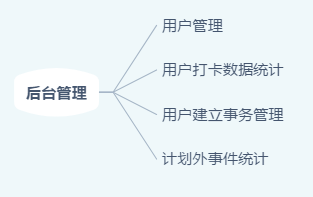 用户管理
用户打卡数据统计
后台管理
用户建立事务管理
计划外事件统计